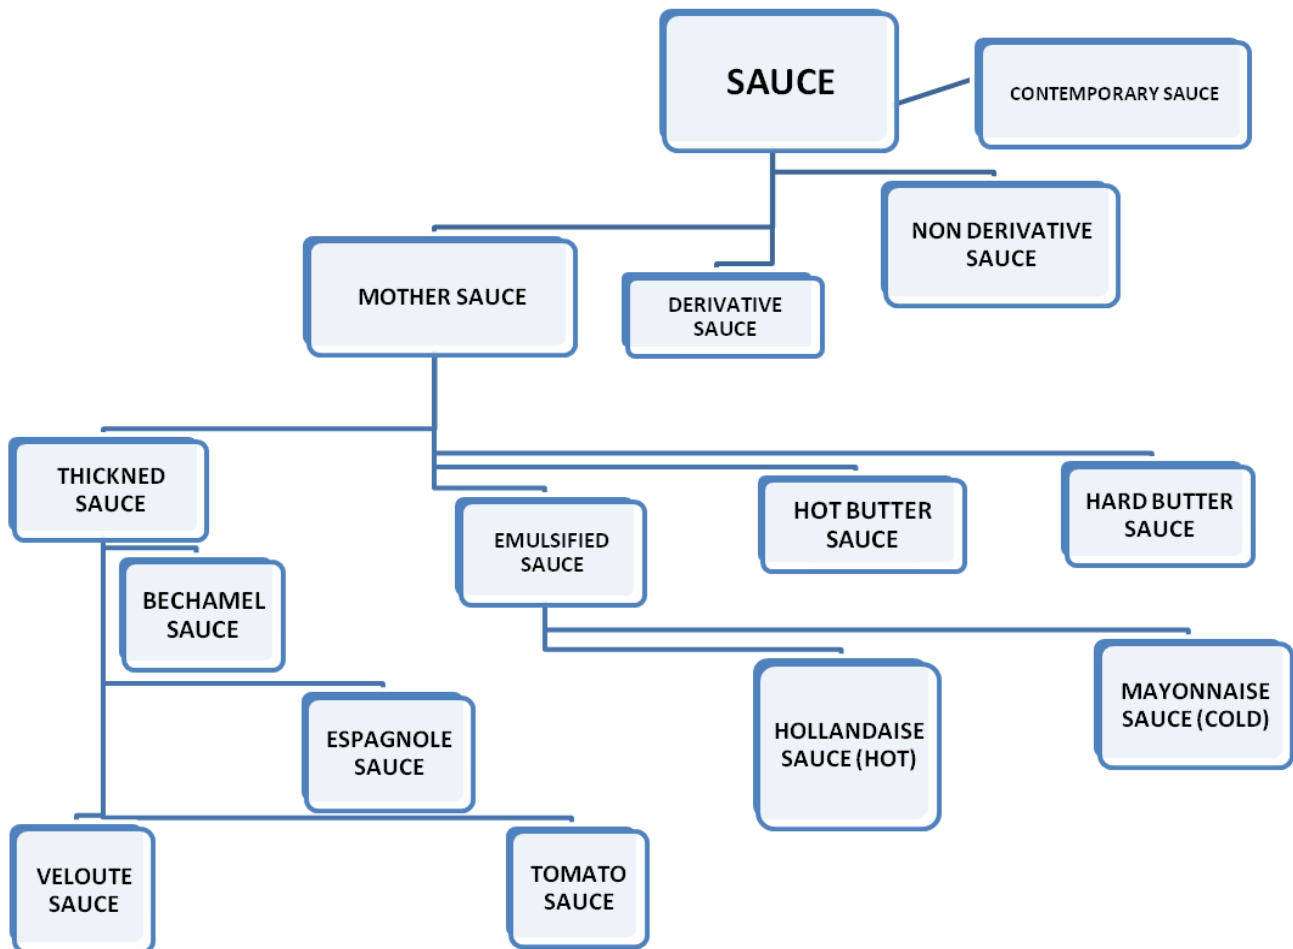 SAUCE
CONTEMPORARY SAUCE
NON DERIVATIVE
SAUCE
MOTHER SAUCE
DERIVATIVE
SAUCE
THICKNED
SAUCE
EMULSIFIED
SAUCE
HOT BUTTER
SAUCE
HARD BUTTER
SAUCE
BECHAMEL
SAUCE
ESPAGNOLE
SAUCE
HOLLANDAISE
SAUCE (HOT)
MAYONNAISE
SAUCE (COLD)
VELOUTE
SAUCE
TOMATO
SAUCE